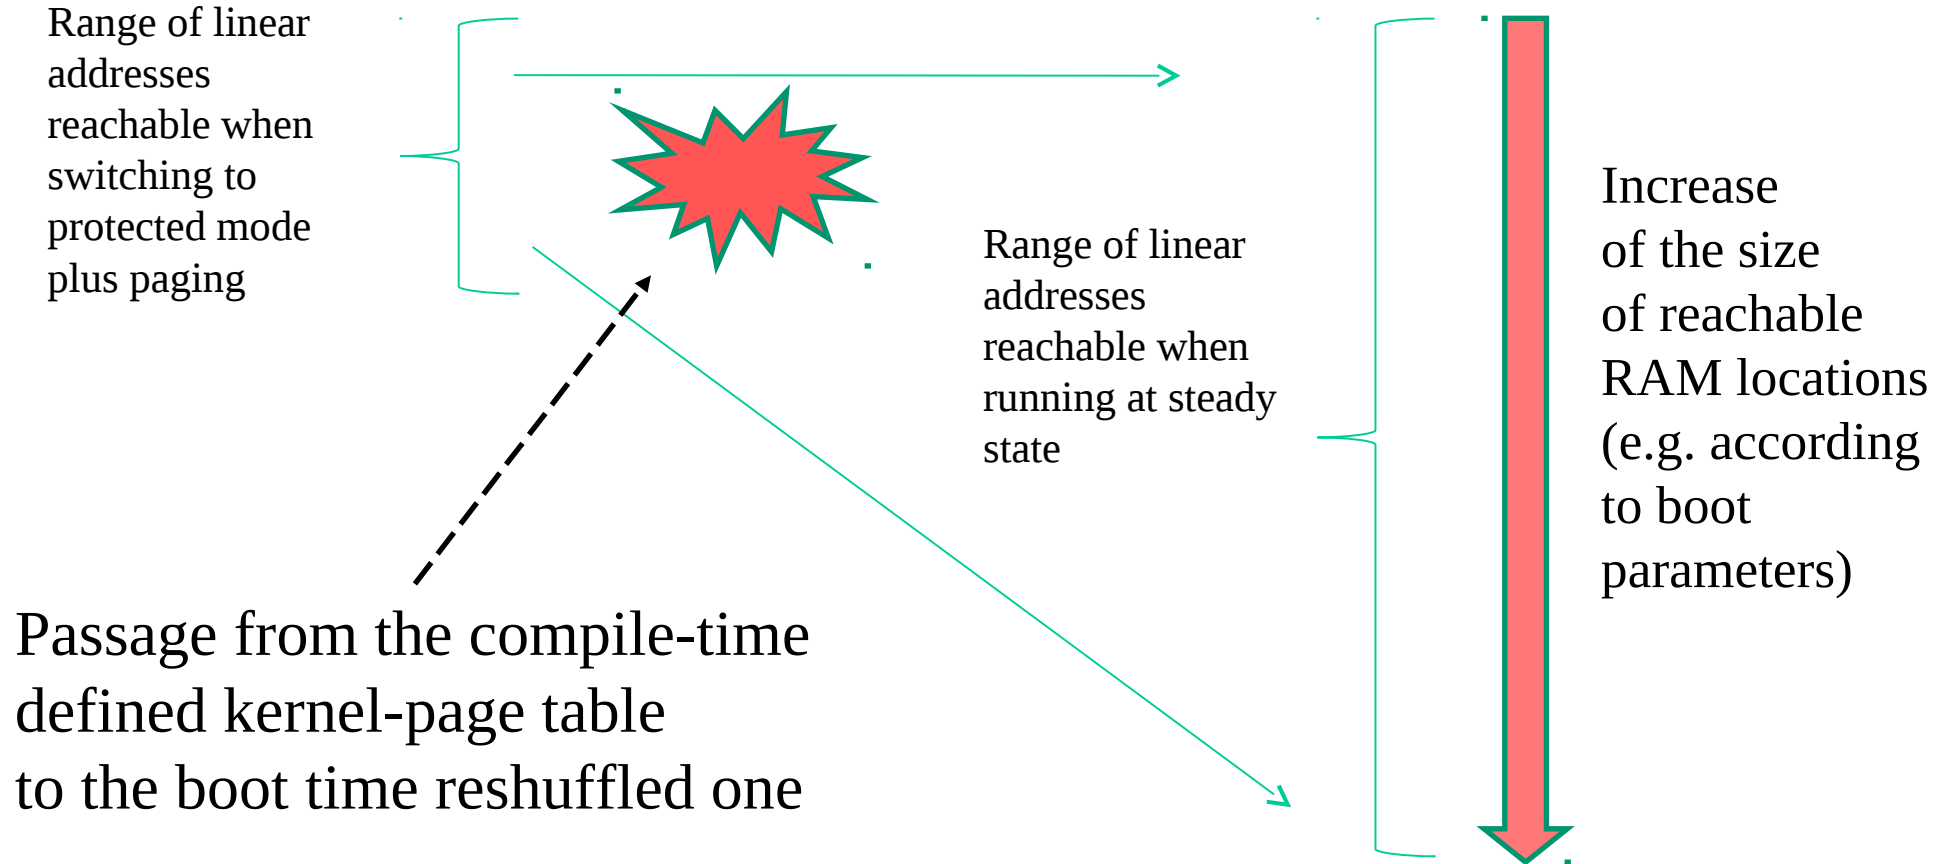 Range of linear
addresses
reachable when
switching to
protected mode
plus paging
Range of linear
addresses
reachable when
running at steady
state
Increase
of the size
of reachable
RAM locations
(e.g. according
to boot
parameters)
Passage from the compile-time
defined kernel-page table
to the boot time reshuffled one